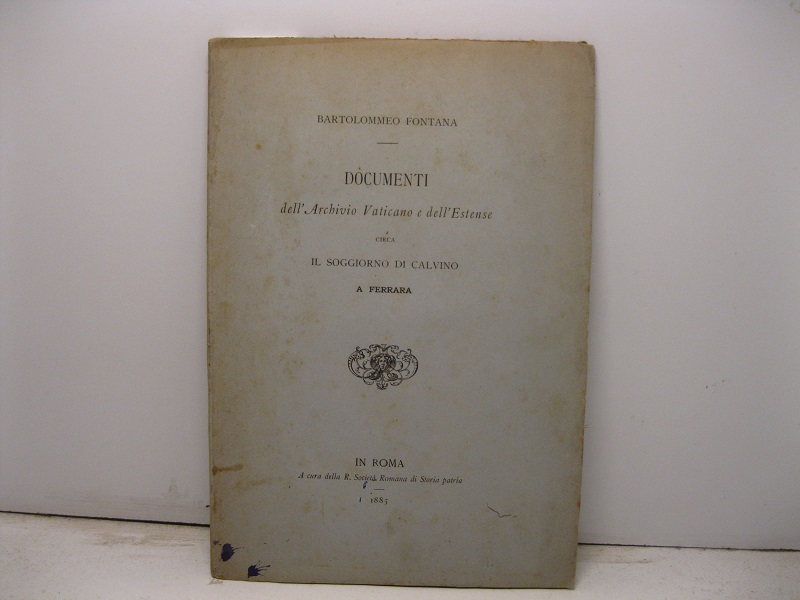 BARTOLOMMEO FONTANA
DOCUMENTI
dell'Archivio Vaticano e dell'Estense
CIRCA
IL SOGGIORNO DI CALVINO
A FERRARA
IN ROMA
A cura della R. Società Romana di Storia patria
1885